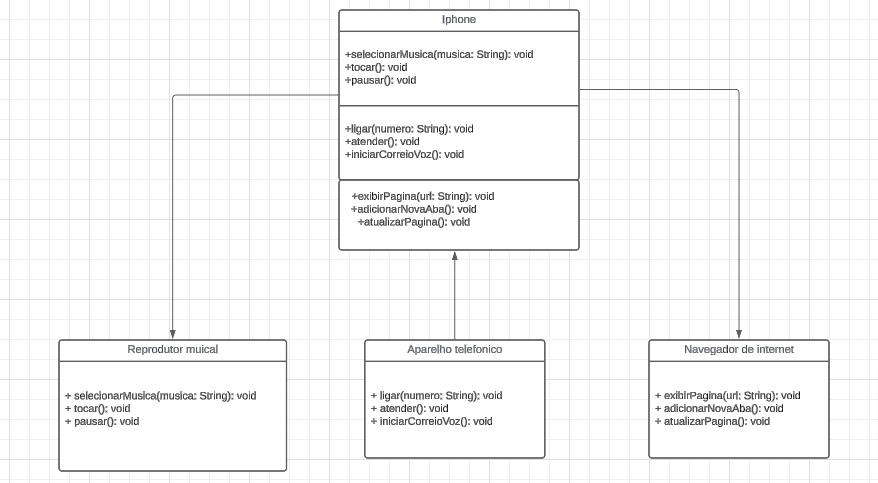 Iphone
+selecionarMusica(musica: String): void
+tocar(): void
+pausar(): void
+ligar(numero: String): void
+atender(): void
+iniciarCorreioVoz(): void
+exibirPagina(url: String): void
+adicionarNovaAba(): void
+atualizarPagina(): void
Reprodutor muical
+ selecionarMusica(musica: String): void
+ tocar(): void
+ pausar(): void
Aparelho telefonico
+ ligar(numero: String): void
+ atender(): void
+ iniciarCorreioVoz(): void
Navegador de internet
+ exibirPagina(url: String): void
+ adicionarNovaAba(): void
+ atualizarPagina(): void